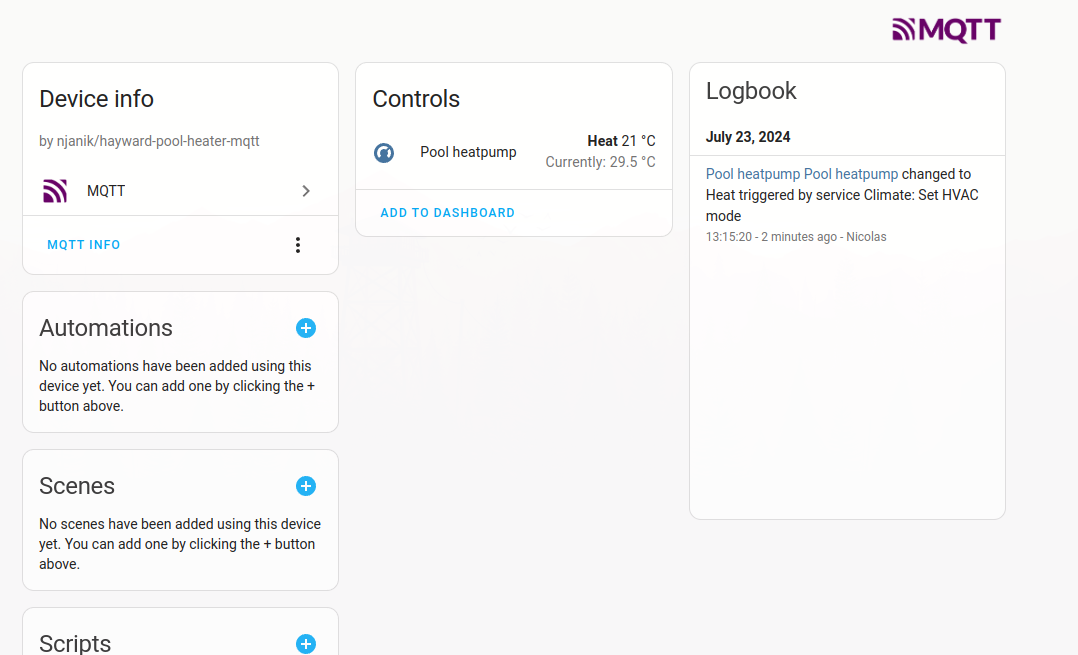 MQTT
Device info
by njanik/hayward-pool-heater-mqtt
MQTT
MQTT INFO
Automations
No automations have been added using this
device yet. You can add one by clicking the +
button above.
Scenes
No scenes have been added using this device
yet. You can add one by clicking the + button
above.
Scripts
Controls
Pool heatpump
Heat 21 °C
Currently: 29.5 °C
ADD TO DASHBOARD
Logbook
July 23, 2024
Pool heatpump Pool heatpump changed to
Heat triggered by service Climate: Set HVAC
mode
13:15:20 - 2 minutes ago - Nicolas